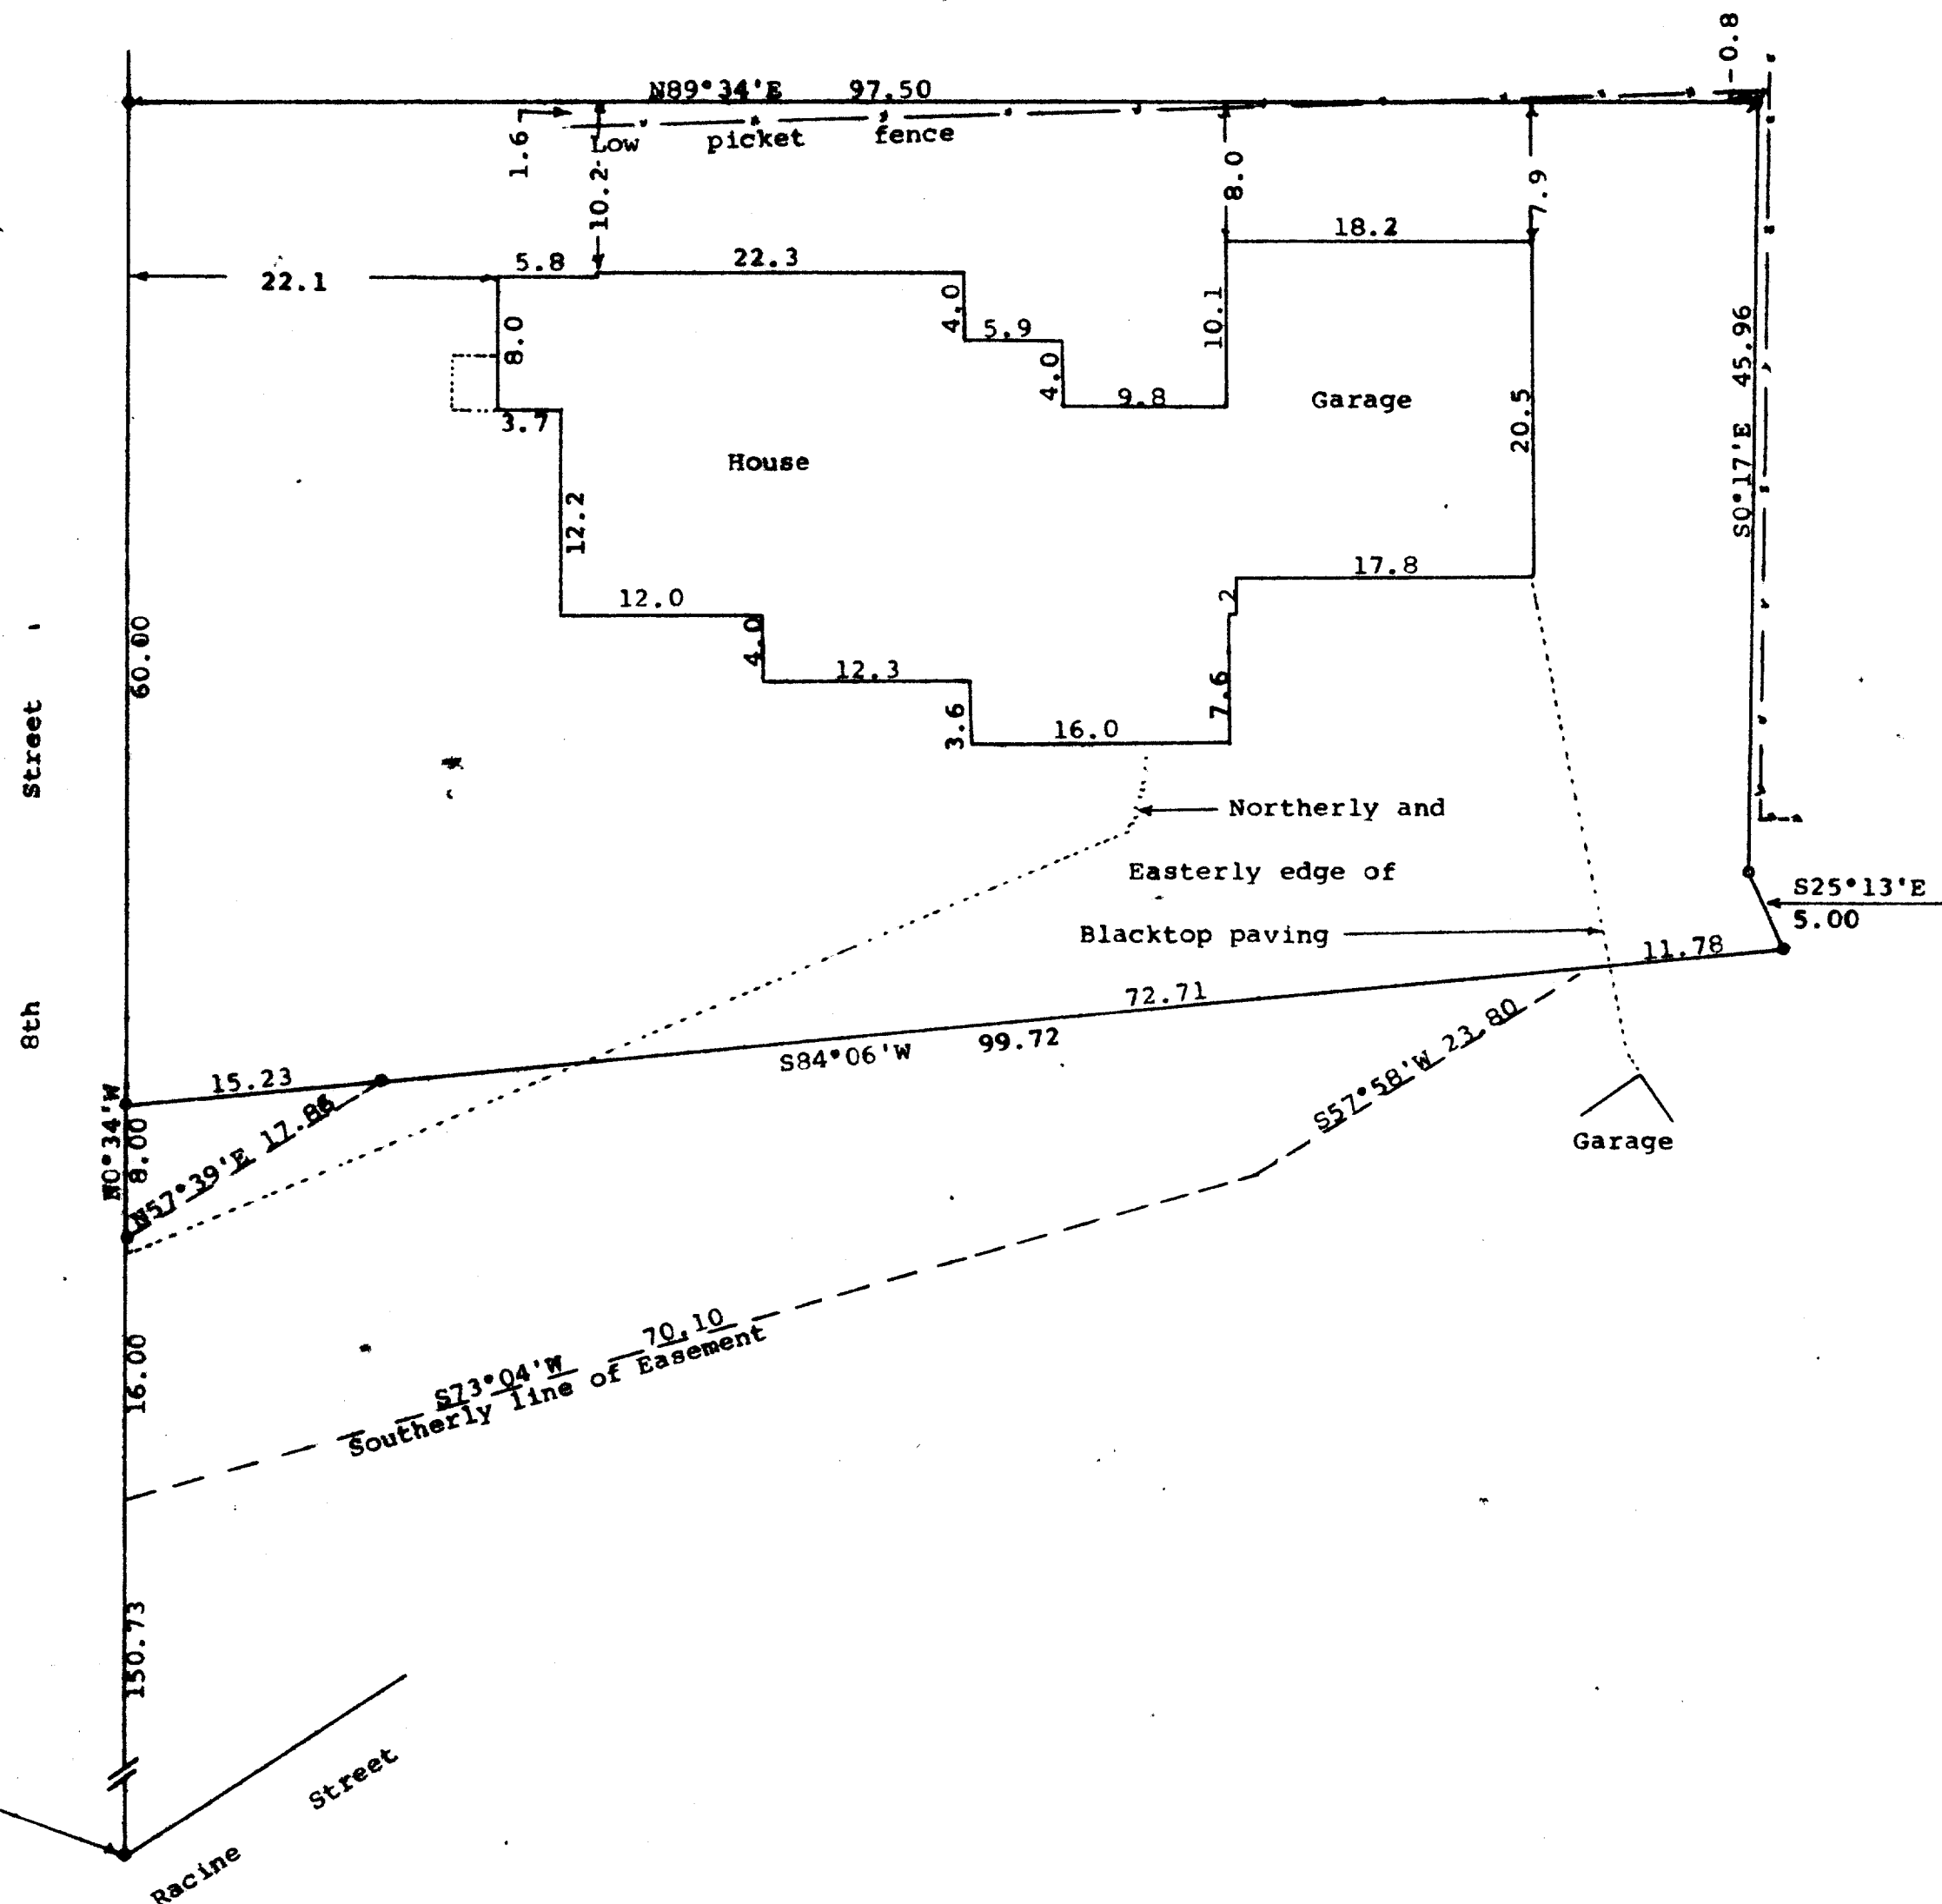 0.8
N89°34'E 97.50
1.6
Low picket fence
10.2
8.0
7.9
18.2
22.1
5.8
22.3
4.0
5.9
4.0
9.8
10.1
8.0
3.7
Garage
20.5
S0°17'E 45.96
House
12.2
12.0
4.0
12.3
3.6
16.0
7.6
2
17.8
60.00
8th Street
Northerly and
Easterly edge of
Blacktop paving
S25°13'E
5.00
11.78
72.71
S84°06'W 99.72
15.23
N0°34'W
8.00
N57°39'E 17.86
S57°58'W 23.80
Garage
16.00
S73°04'W 70.10
Southerly line of Easement
150.73
Racine Street